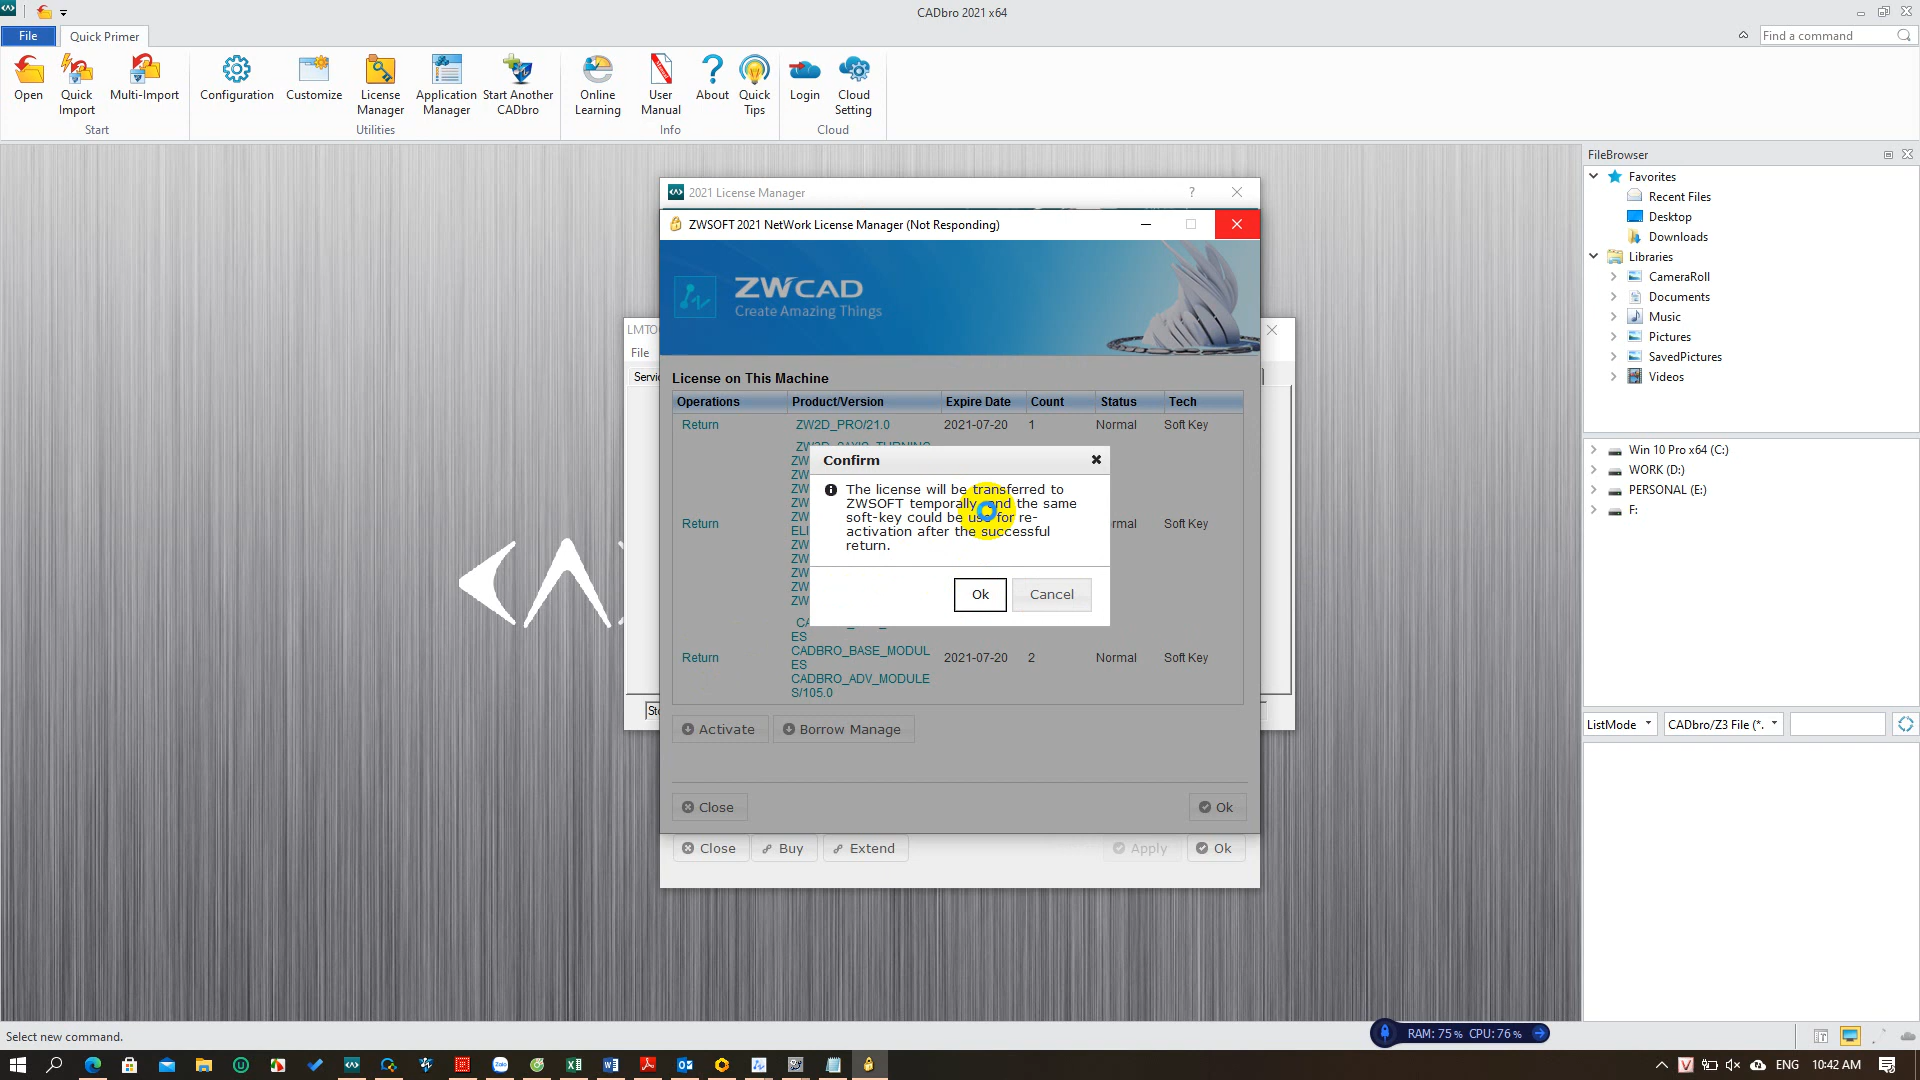 CADbro 2021 x64
File
Quick Primer
Find a command
Open
Quick Import
Multi-Import
Configuration
Customize
License Manager
Application Manager
Start Another CADbro
Online Learning
User Manual
About
Quick Tips
Login
Cloud Setting
Start
Utilities
Info
Cloud
FileBrowser
Favorites
Recent Files
Desktop
Downloads
Libraries
CameraRoll
Documents
Music
Pictures
SavedPictures
Videos
Win 10 Pro x64 (C:)
WORK (D:)
PERSONAL (E:)
F:
ListMode
CADbro/Z3 File (*.
2021 License Manager
ZWSOFT 2021 NetWork License Manager (Not Responding)
ZWCAD
Create Amazing Things
File
License on This Machine
Operations Product/Version Expire Date Count Status Tech
Return ZW2D_PRO/21.0 2021-07-20 1 Normal Soft Key
Return Soft Key
ES
CADBRO_BASE_MODUL
ES
CADBRO_ADV_MODULE
S/105.0
Return 2021-07-20 2 Normal Soft Key
Confirm
The license will be transferred to
ZWSOFT temporally and the same
soft-key could be use for re-
activation after the successful
return.
Ok
Cancel
Activate
Borrow Manage
Close
Ok
Close
Buy
Extend
Apply
Ok
Select new command.
RAM: 75 % CPU: 76 %
ENG
10:42 AM